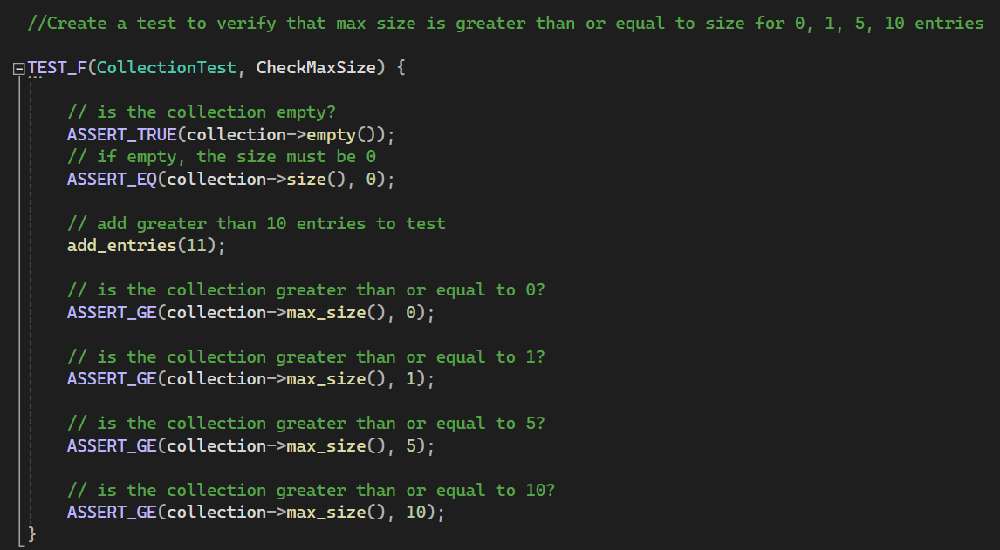 //Create a test to verify that max size is greater than or equal to size for 0, 1, 5, 10 entries
TEST_F(CollectionTest, CheckMaxSize) {
// is the collection empty?
ASSERT_TRUE(collection->empty());
// if empty, the size must be 0
ASSERT_EQ(collection->size(), 0);
// add greater than 10 entries to test
add_entries(11);
// is the collection greater than or equal to 0?
ASSERT_GE(collection->max_size(), 0);
// is the collection greater than or equal to 1?
ASSERT_GE(collection->max_size(), 1);
// is the collection greater than or equal to 5?
ASSERT_GE(collection->max_size(), 5);
// is the collection greater than or equal to 10?
ASSERT_GE(collection->max_size(), 10);
}